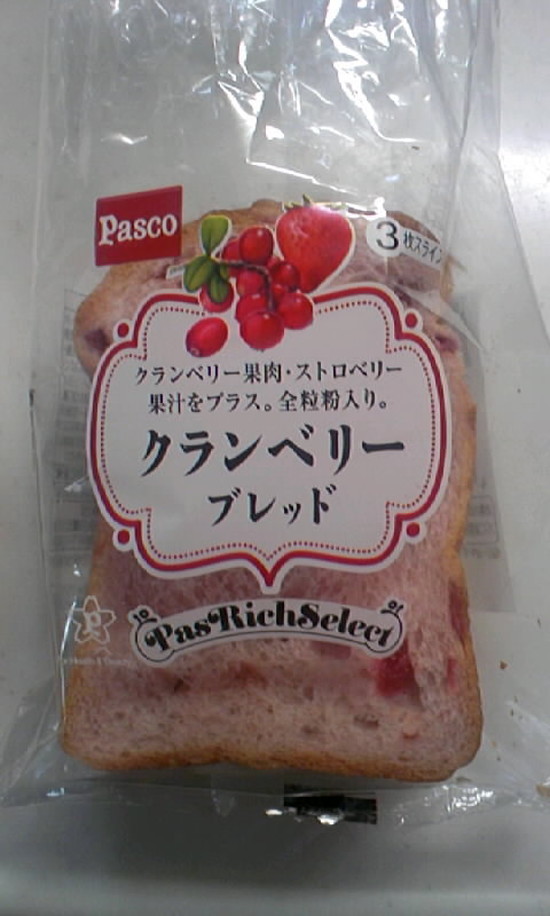 Pasco
3枚スライス
クランベリー果肉・ストロベリー
果汁をプラス。全粒粉入り。
クランベリー
ブレッド
PasRichSelect